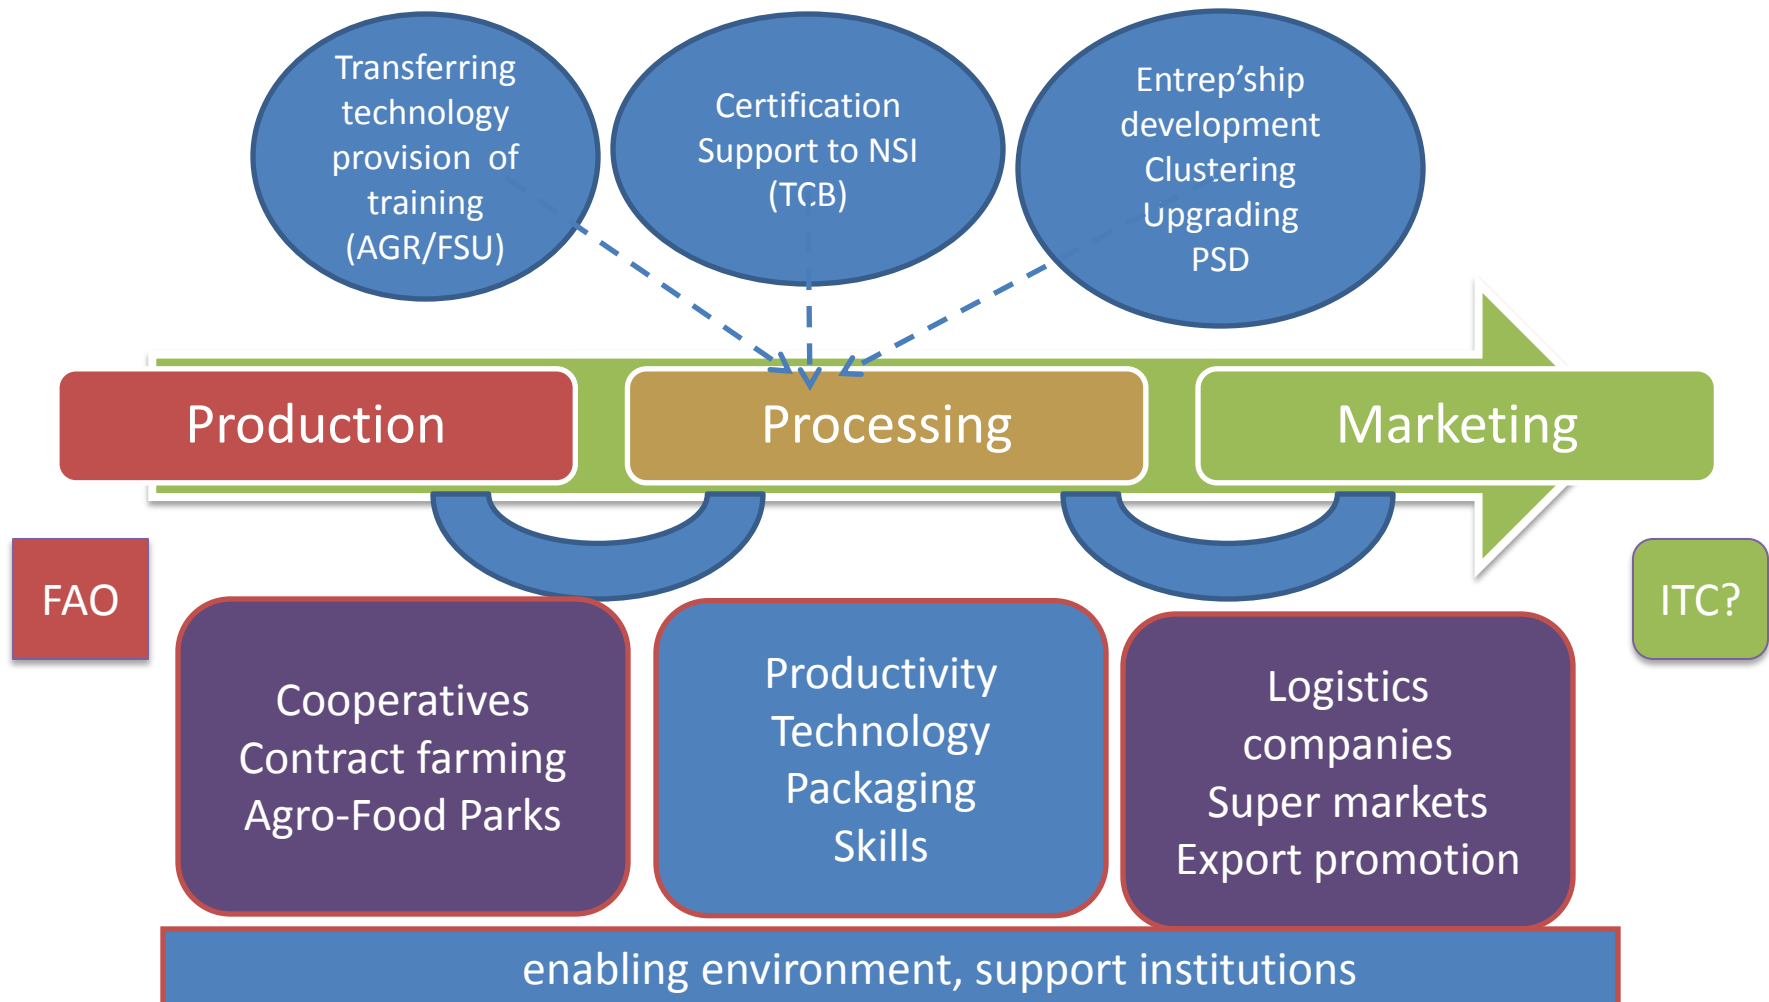 Transferring
technology
provision of
training
(AGR/FSU)
Certification
Support to NSI
(TCB)
Entrep’ship
development
Clustering
Upgrading
PSD
Production
Processing
Marketing
FAO
ITC?
Cooperatives
Contract farming
Agro-Food Parks
Productivity
Technology
Packaging
Skills
Logistics
companies
Super markets
Export promotion
enabling environment, support institutions